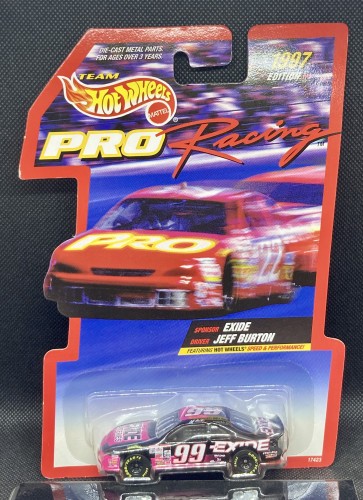 DIE-CAST METAL PARTS.
FOR AGES OVER 3 YEARS.
TEAM
Hot Wheels
MATTEL
1997
EDITION
PRO Racing
PRO
SPONSOR EXIDE
DRIVER JEFF BURTON
FEATURING HOT WHEELS® SPEED & PERFORMANCE!
17423
99 EXIDE